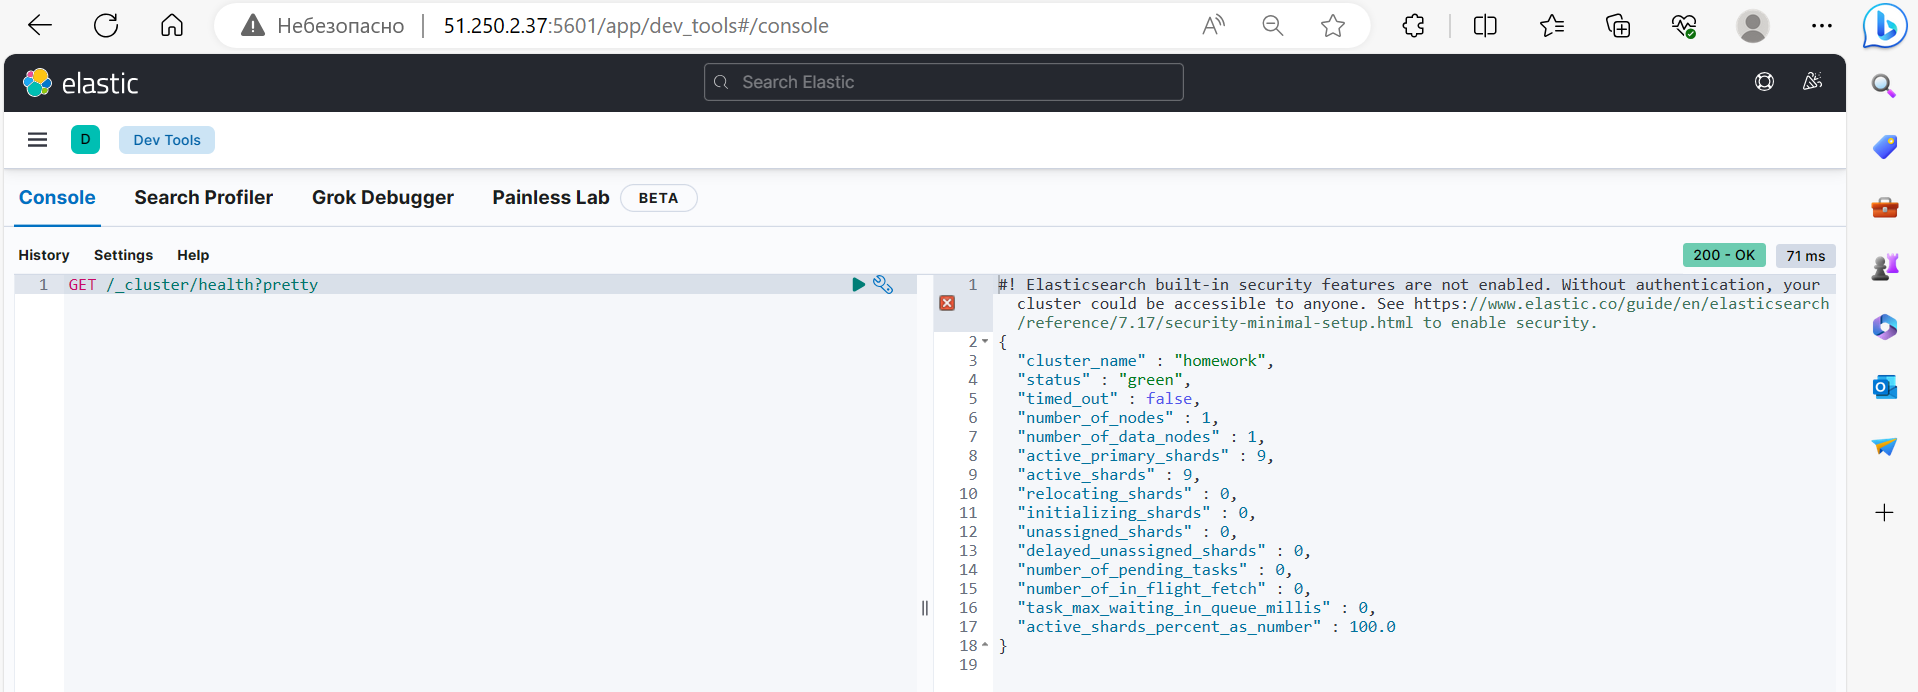 Небезопасно 51.250.2.37:5601/app/dev_tools#/console
elastic
Search Elastic
D Dev Tools
Console Search Profiler Grok Debugger Painless Lab BETA
History Settings Help
200 - OK 71 ms
1 GET /_cluster/health?pretty
1 #! Elasticsearch built-in security features are not enabled. Without authentication, your
cluster could be accessible to anyone. See https://www.elastic.co/guide/en/elasticsearch
/reference/7.17/security-minimal-setup.html to enable security.
2 {
3 "cluster_name" : "homework",
4 "status" : "green",
5 "timed_out" : false,
6 "number_of_nodes" : 1,
7 "number_of_data_nodes" : 1,
8 "active_primary_shards" : 9,
9 "active_shards" : 9,
10 "relocating_shards" : 0,
11 "initializing_shards" : 0,
12 "unassigned_shards" : 0,
13 "delayed_unassigned_shards" : 0,
14 "number_of_pending_tasks" : 0,
15 "number_of_in_flight_fetch" : 0,
16 "task_max_waiting_in_queue_millis" : 0,
17 "active_shards_percent_as_number" : 100.0
18 }
19